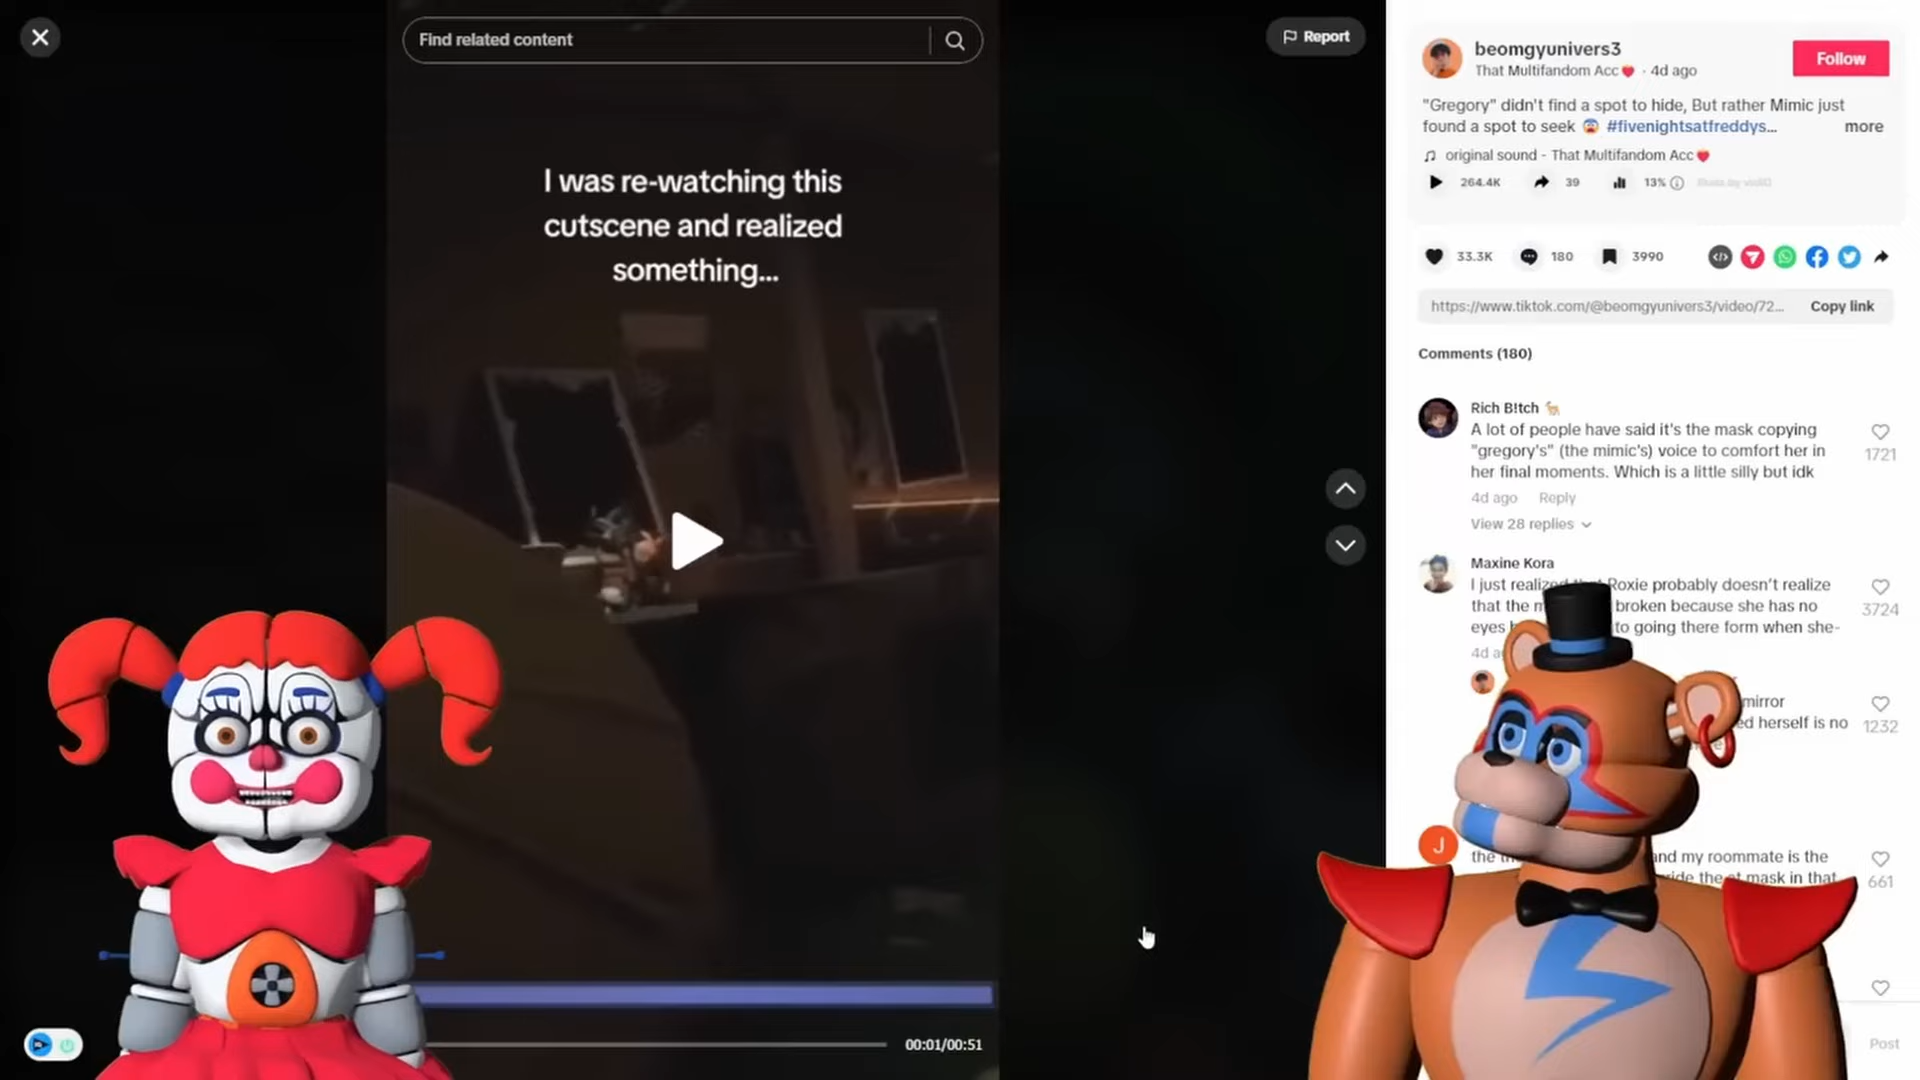 Find related content
Report
I was re-watching this
cutscene and realized
something...
00:01/00:51
beomgyunivers3
Follow
That Multifandom Acc❤️ · 4d ago
"Gregory" didn't find a spot to hide, But rather Mimic just
found a spot to seek 😨 #fivenightsatfreddys... more
original sound - That Multifandom Acc❤️
264.4K 39 13%
33.3K 180 3990
https://www.tiktok.com/@beomgyunivers3/video/72... Copy link
Comments (180)
Rich B!tch 🐆
A lot of people have said it's the mask copying
"gregory's" (the mimic's) voice to comfort her in
her final moments. Which is a little silly but idk
1721
4d ago Reply
View 28 replies
Maxine Kora
I just realized Roxie probably doesn't realize
that the broken because she has no
eyes to going there form when she-
3724
4d
mirror
herself is no
1232
J
and my roommate is the
mask in that
661
Post